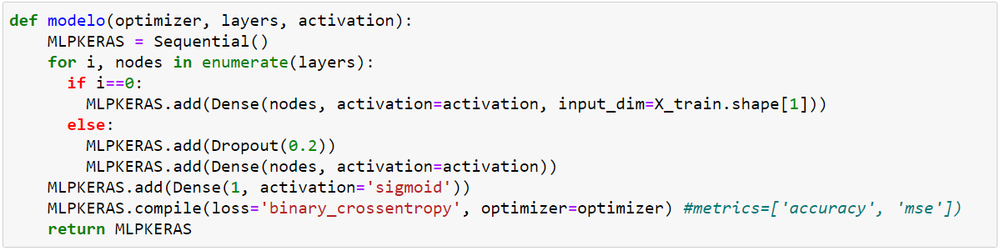 def modelo(optimizer, layers, activation):
    MLPKERAS = Sequential()
    for i, nodes in enumerate(layers):
      if i==0:
        MLPKERAS.add(Dense(nodes, activation=activation, input_dim=X_train.shape[1]))
      else:
        MLPKERAS.add(Dropout(0.2))
        MLPKERAS.add(Dense(nodes, activation=activation))
    MLPKERAS.add(Dense(1, activation='sigmoid'))
    MLPKERAS.compile(loss='binary_crossentropy', optimizer=optimizer) #metrics=['accuracy', 'mse'])
    return MLPKERAS